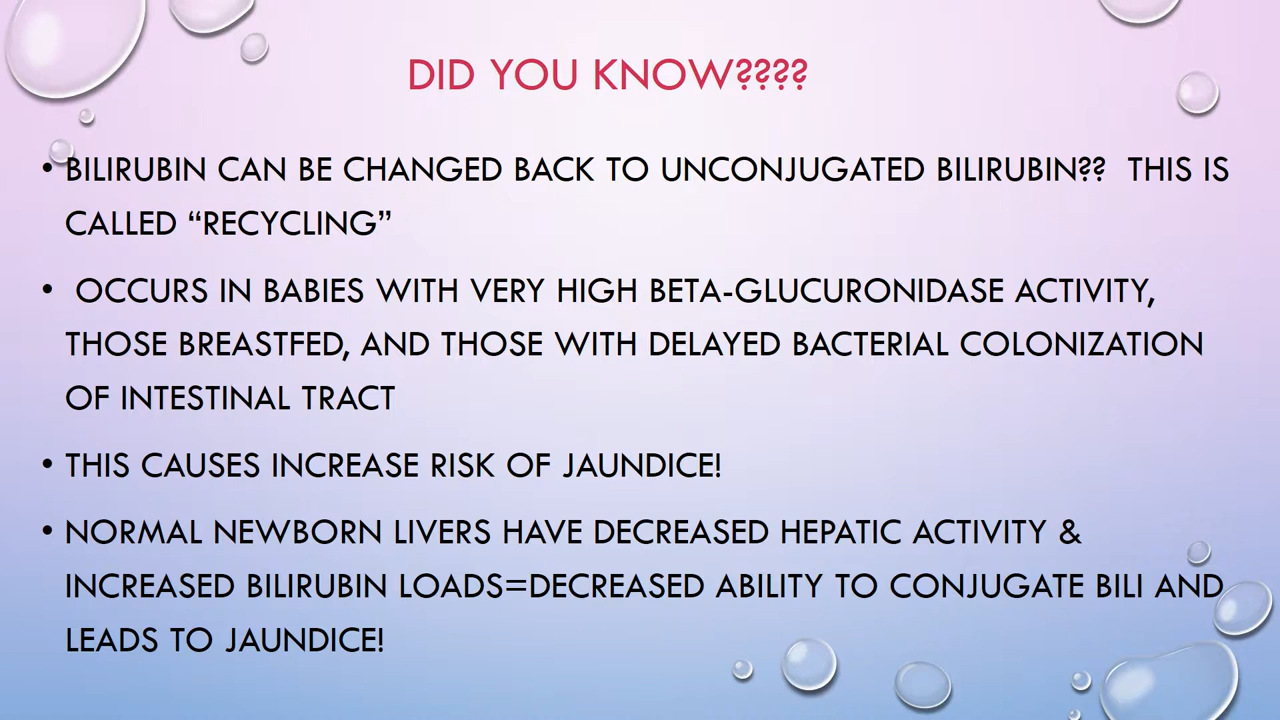 DID YOU KNOW????
• BILIRUBIN CAN BE CHANGED BACK TO UNCONJUGATED BILIRUBIN??  THIS IS
CALLED “RECYCLING”
• OCCURS IN BABIES WITH VERY HIGH BETA-GLUCURONIDASE ACTIVITY,
THOSE BREASTFED, AND THOSE WITH DELAYED BACTERIAL COLONIZATION
OF INTESTINAL TRACT
• THIS CAUSES INCREASE RISK OF JAUNDICE!
• NORMAL NEWBORN LIVERS HAVE DECREASED HEPATIC ACTIVITY &
INCREASED BILIRUBIN LOADS=DECREASED ABILITY TO CONJUGATE BILI AND
LEADS TO JAUNDICE!